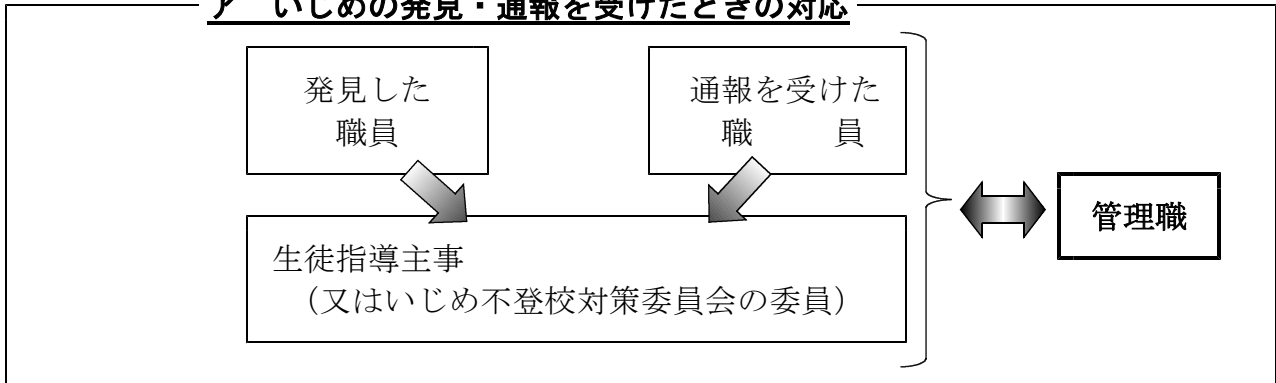 ア　いじめの発見・通報を受けたときの対応
発見した
職員
通報を受けた
職　　員
生徒指導主事
（又はいじめ不登校対策委員会の委員）
管理職